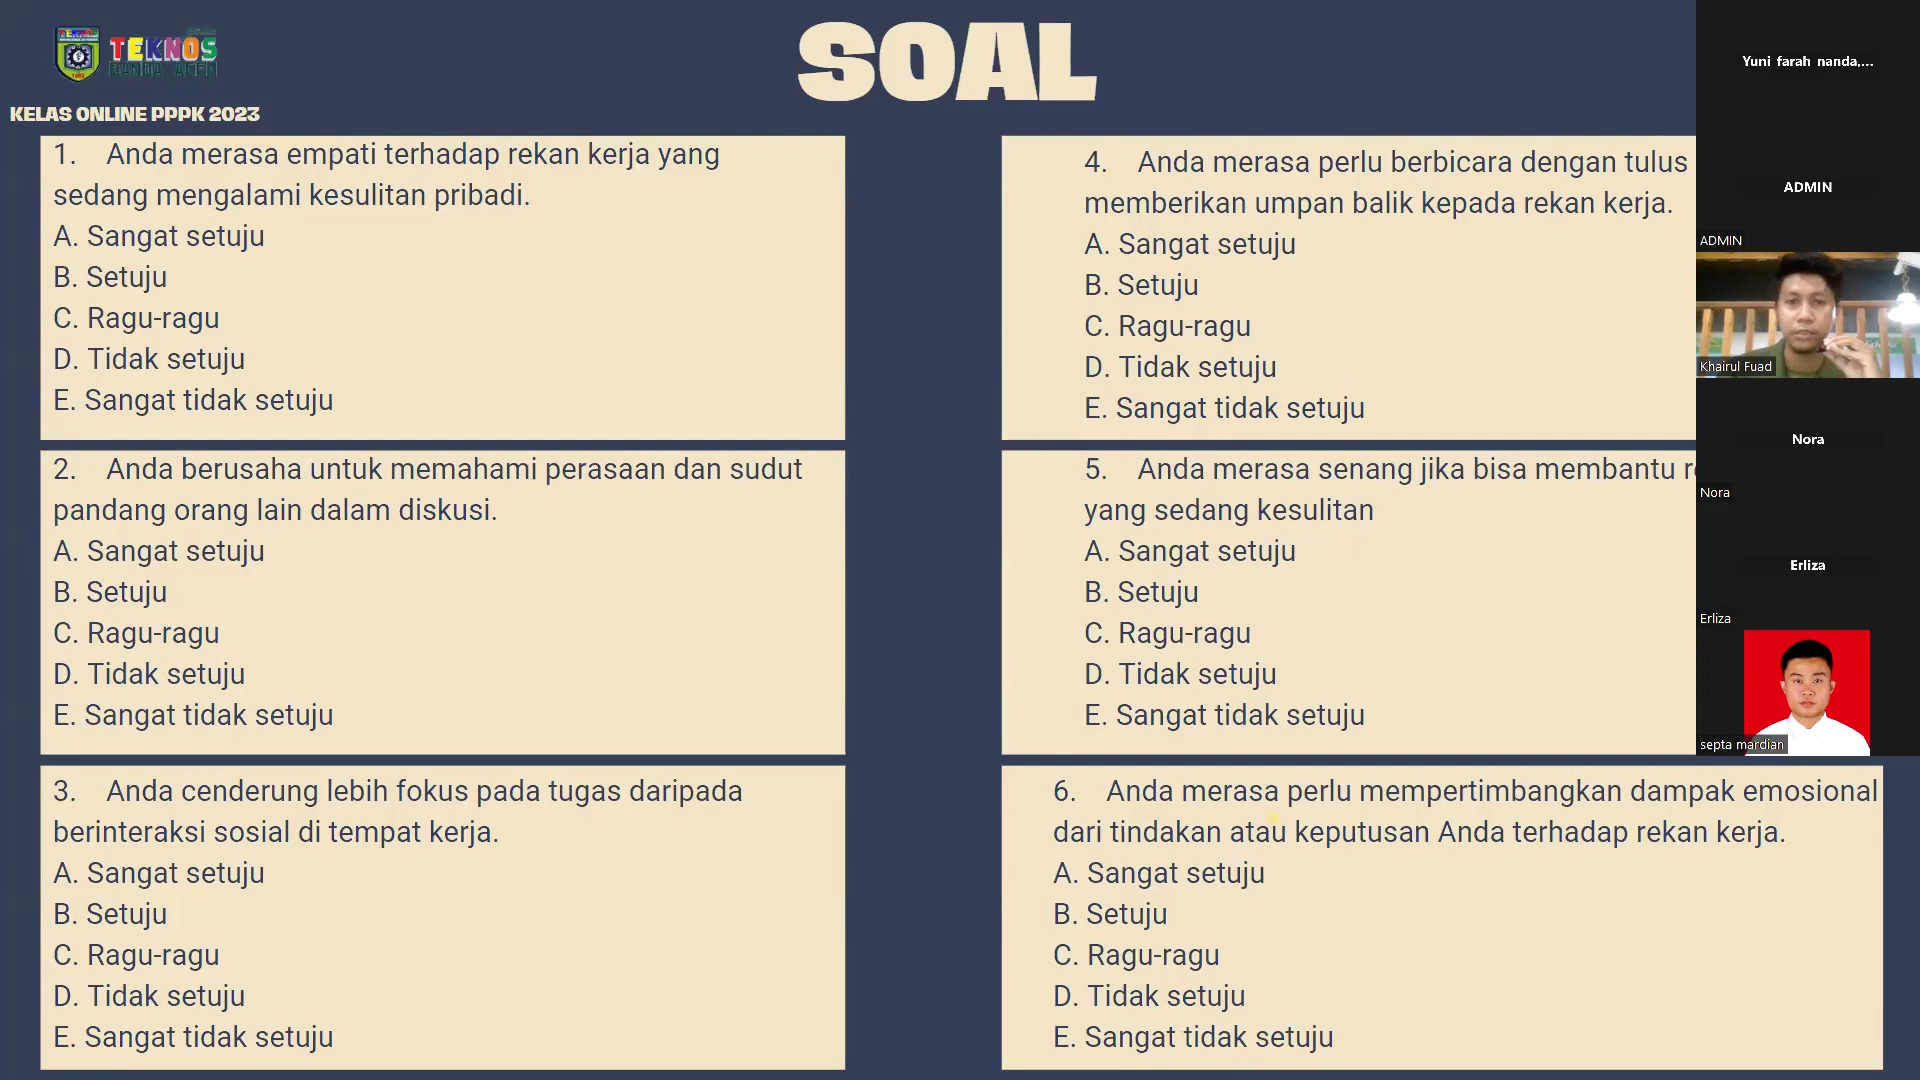 TEKNOS
BANDA ACEH
1982
SOAL
KELAS ONLINE PPPK 2023
1. Anda merasa empati terhadap rekan kerja yang
sedang mengalami kesulitan pribadi.
A. Sangat setuju
B. Setuju
C. Ragu-ragu
D. Tidak setuju
E. Sangat tidak setuju
2. Anda berusaha untuk memahami perasaan dan sudut
pandang orang lain dalam diskusi.
A. Sangat setuju
B. Setuju
C. Ragu-ragu
D. Tidak setuju
E. Sangat tidak setuju
3. Anda cenderung lebih fokus pada tugas daripada
berinteraksi sosial di tempat kerja.
A. Sangat setuju
B. Setuju
C. Ragu-ragu
D. Tidak setuju
E. Sangat tidak setuju
4. Anda merasa perlu berbicara dengan tulus
memberikan umpan balik kepada rekan kerja.
A. Sangat setuju
B. Setuju
C. Ragu-ragu
D. Tidak setuju
E. Sangat tidak setuju
5. Anda merasa senang jika bisa membantu
yang sedang kesulitan
A. Sangat setuju
B. Setuju
C. Ragu-ragu
D. Tidak setuju
E. Sangat tidak setuju
6. Anda merasa perlu mempertimbangkan dampak emosional
dari tindakan atau keputusan Anda terhadap rekan kerja.
A. Sangat setuju
B. Setuju
C. Ragu-ragu
D. Tidak setuju
E. Sangat tidak setuju
Yuni farah nanda,...
ADMIN
ADMIN
Khairul Fuad
Nora
Nora
Erliza
Erliza
septa mardian